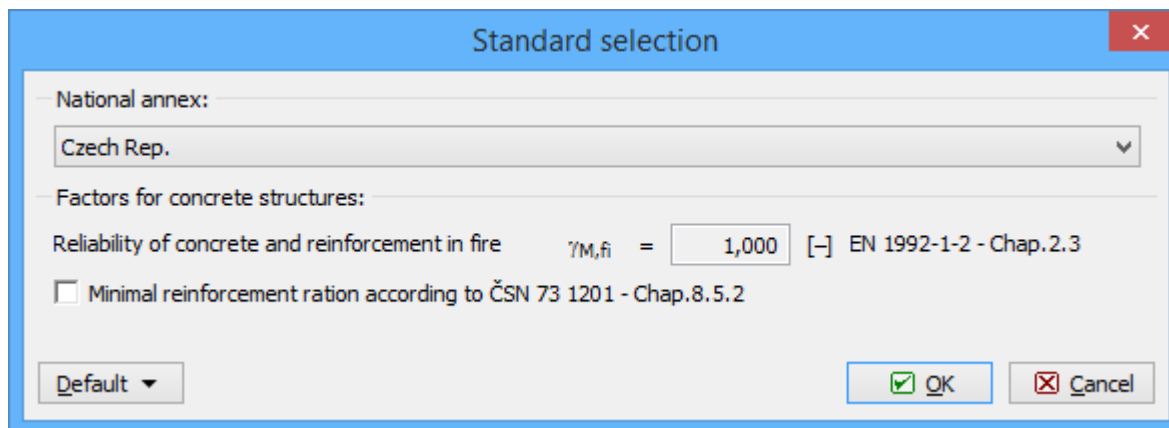 Standard selection
National annex:
Czech Rep.
Factors for concrete structures:
Reliability of concrete and reinforcement in fire γM,fi = 1,000 [–] EN 1992-1-2 - Chap.2.3
Minimal reinforcement ration according to ČSN 73 1201 - Chap.8.5.2
Default OK Cancel